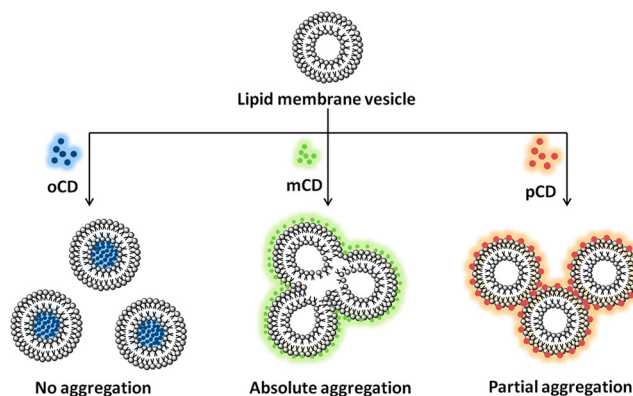 Lipid membrane vesicle
oCD
mCD
pCD
No aggregation
Absolute aggregation
Partial aggregation